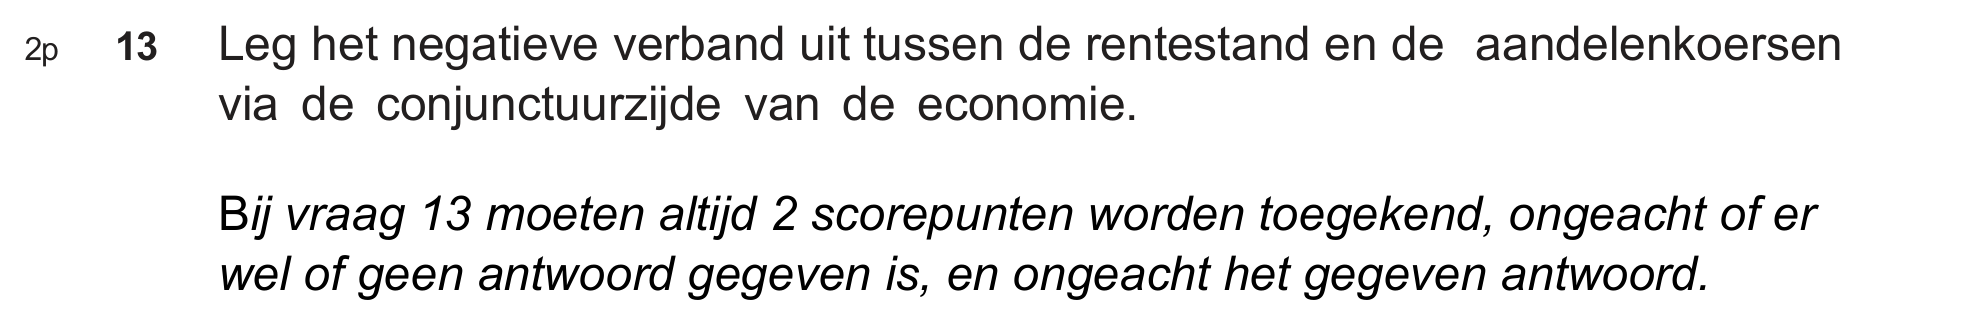 2p 13 Leg het negatieve verband uit tussen de rentestand en de aandelenkoersen
via de conjunctuurzijde van de economie.
Bij vraag 13 moeten altijd 2 scorepunten worden toegekend, ongeacht of er
wel of geen antwoord gegeven is, en ongeacht het gegeven antwoord.